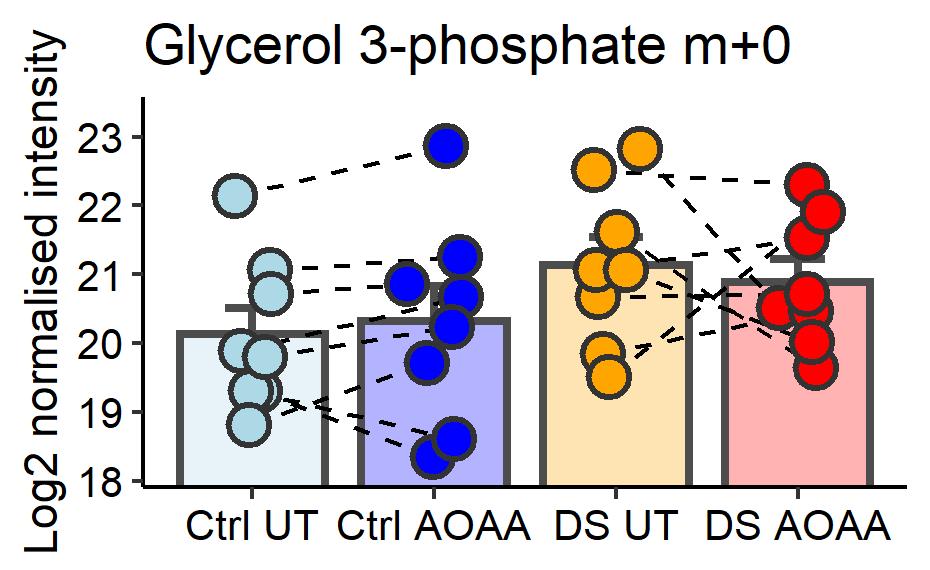 Glycerol 3-phosphate m+0
Log2 normalised intensity
23
22
21
20
19
18
Ctrl UT
Ctrl AOAA
DS UT
DS AOAA